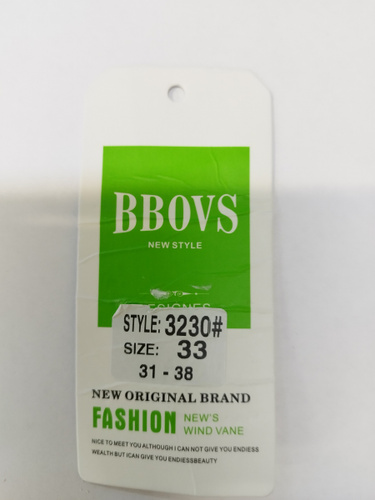 BBOVS
NEW STYLE
DESIGNES
STYLE: 3230#
SIZE: 33
31 - 38
NEW ORIGINAL BRAND
FASHION NEW'S
WIND VANE
NICE TO MEET YOU ALTHOUGH I CAN NOT GIVE YOU ENDIESS
WEALTH BUT ICAN GIVE YOU ENDIESSBEAUTY